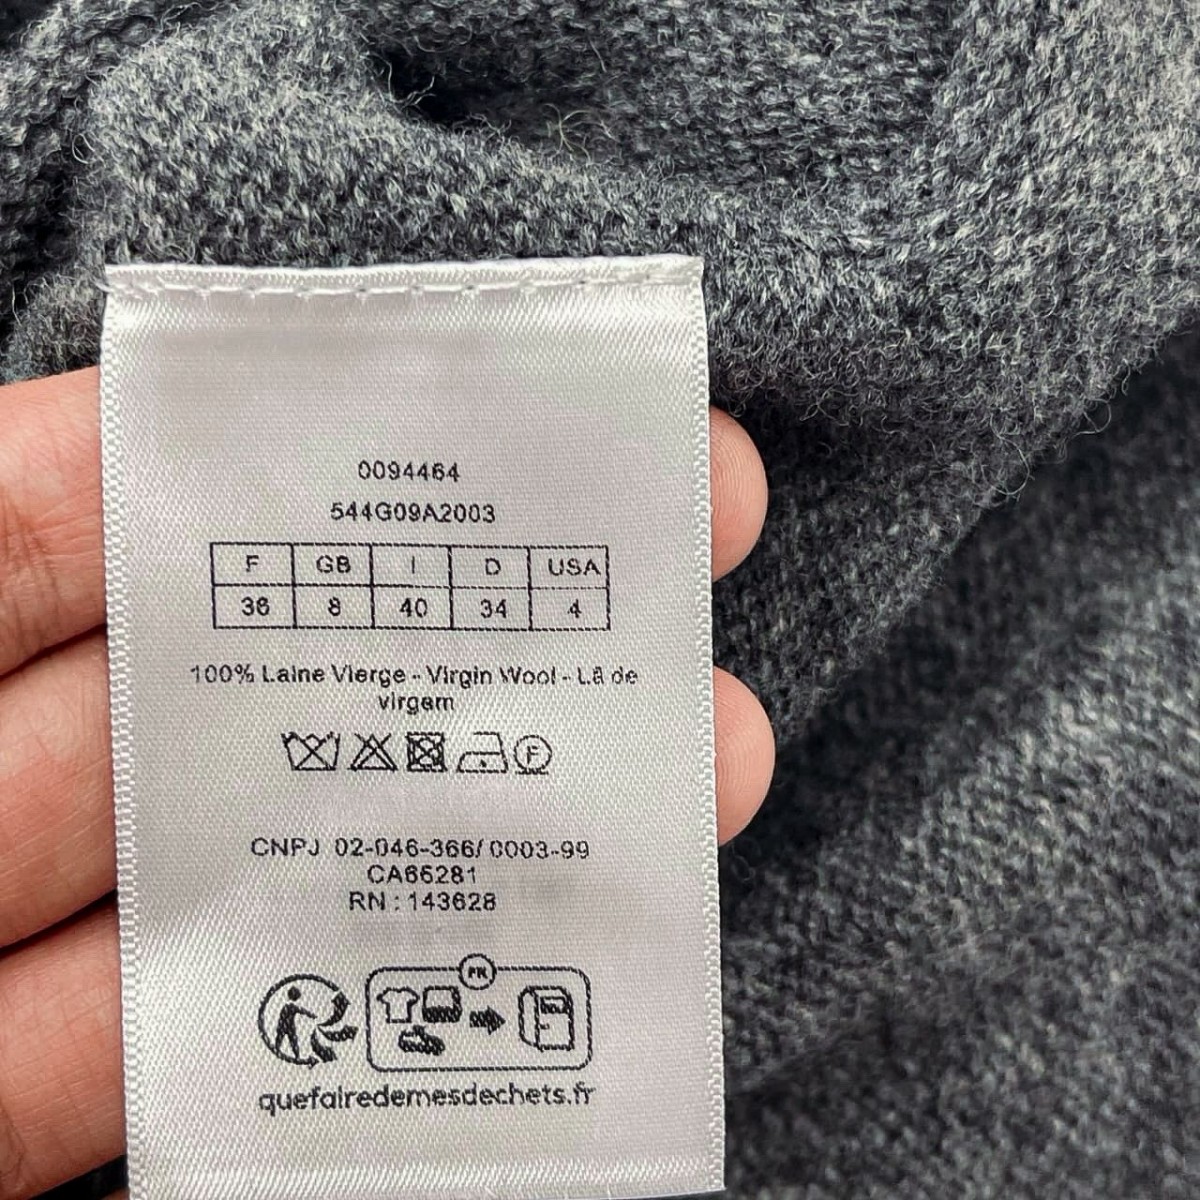 0094464
544G09A2003
F GB I D USA
36 8 40 34 4
100% Laine Vierge - Virgin Wool - Lã de
virgem
F
CNPJ 02-046-366/0003-99
CA65281
RN : 143628
FR
quefairedemesdechets.fr